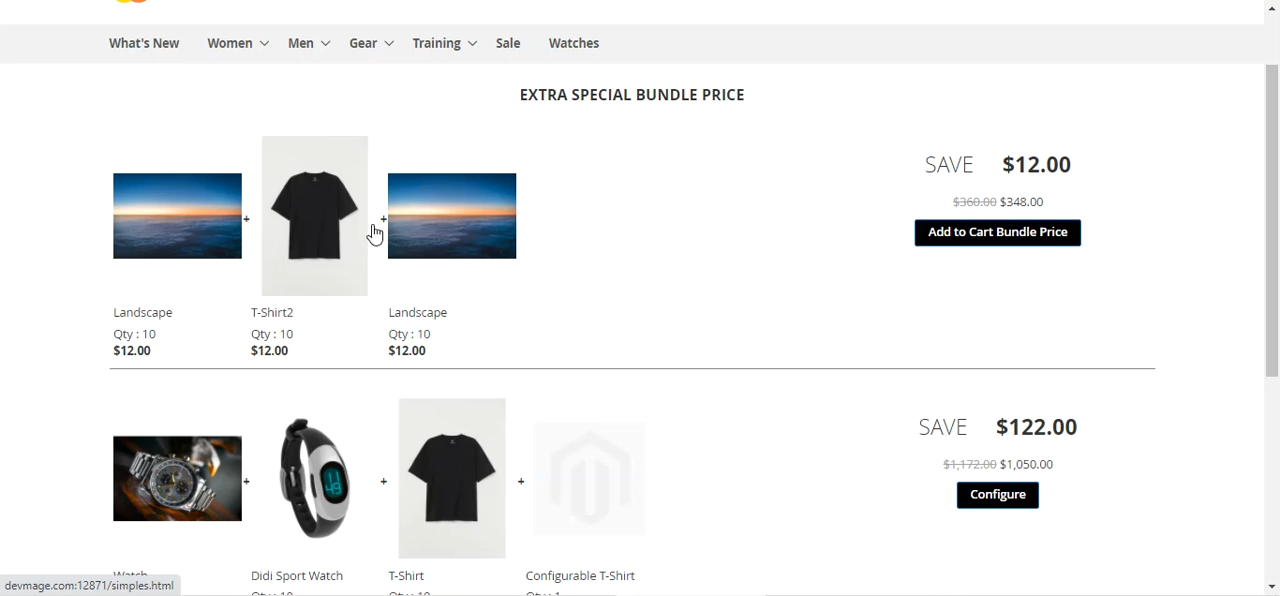 What's New Women Men Gear Training Sale Watches
EXTRA SPECIAL BUNDLE PRICE
SAVE $12.00
$360.00 $348.00
Add to Cart Bundle Price
+ +
Landscape T-Shirt2 Landscape
Qty : 10 Qty : 10 Qty : 10
$12.00 $12.00 $12.00
SAVE $122.00
$1,172.00 $1,050.00
Configure
+ + +
11
49
Didi Sport Watch T-Shirt Configurable T-Shirt
devmage.com:12871/simples.html